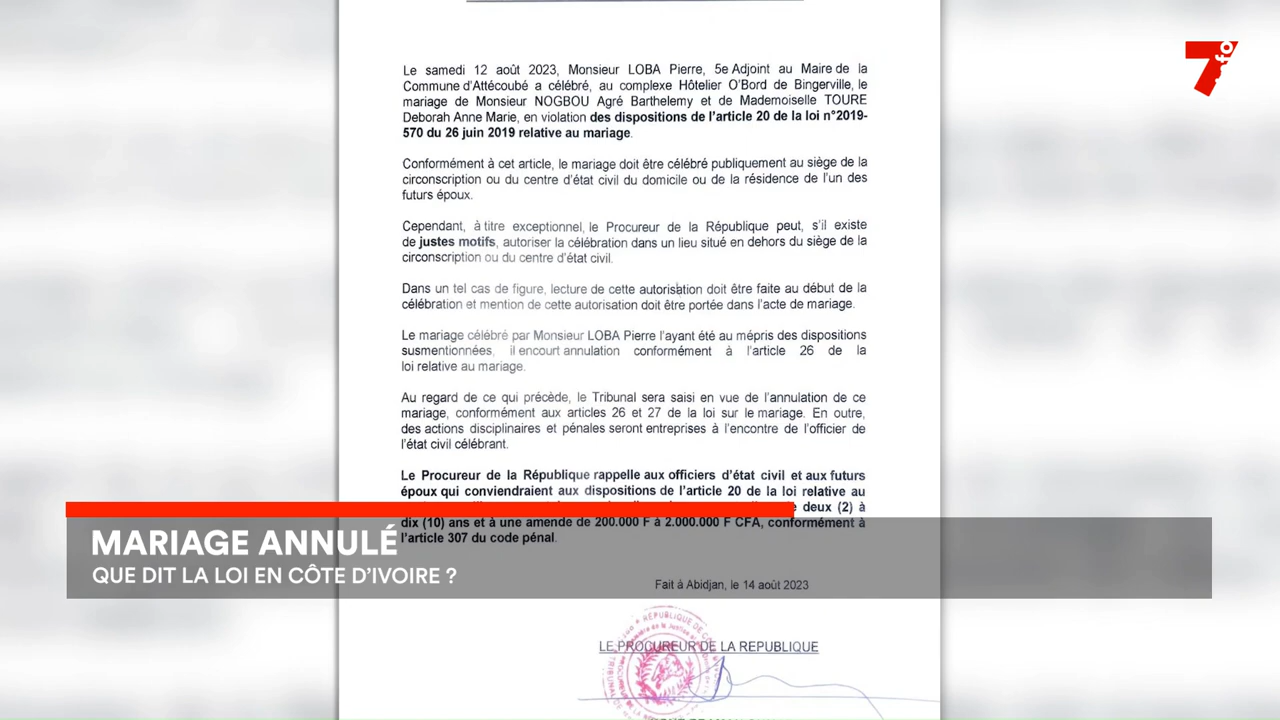 Le samedi 12 août 2023, Monsieur LOBA Pierre, 5e Adjoint au Maire de la
Commune d'Attécoubé a célébré, au complexe Hôtelier O'Bord de Bingerville, le
mariage de Monsieur NOGBOU Agré Barthelemy et de Mademoiselle TOURE
Deborah Anne Marie, en violation des dispositions de l'article 20 de la loi n°2019-
570 du 26 juin 2019 relative au mariage.
Conformément à cet article, le mariage doit être célébré publiquement au siège de la
circonscription ou du centre d'état civil du domicile ou de la résidence de l'un des
futurs époux.
Cependant, à titre exceptionnel, le Procureur de la République peut, s'il existe
de justes motifs, autoriser la célébration dans un lieu situé en dehors du siège de la
circonscription ou du centre d'état civil.
Dans un tel cas de figure, lecture de cette autorisation doit être faite au début de la
célébration et mention de cette autorisation doit être portée dans l'acte de mariage.
Le mariage célébré par Monsieur LOBA Pierre l'ayant été au mépris des dispositions
susmentionnées, il encourt annulation conformément à l'article 26 de la
loi relative au mariage.
Au regard de ce qui précède, le Tribunal sera saisi en vue de l'annulation de ce
mariage, conformément aux articles 26 et 27 de la loi sur le mariage. En outre,
des actions disciplinaires et pénales seront entreprises à l'encontre de l'officier de
l'état civil célébrant.
Le Procureur de la République rappelle aux officiers d'état civil et aux futurs
époux qui conviendraient aux dispositions de l'article 20 de la loi relative au
deux (2) à
dix (10) ans et à une amende de 200.000 F à 2.000.000 F CFA, conformément à
l'article 307 du code pénal.
Fait à Abidjan, le 14 août 2023
LE PROCUREUR DE LA REPUBLIQUE
MARIAGE ANNULÉ
QUE DIT LA LOI EN CÔTE D'IVOIRE ?
7